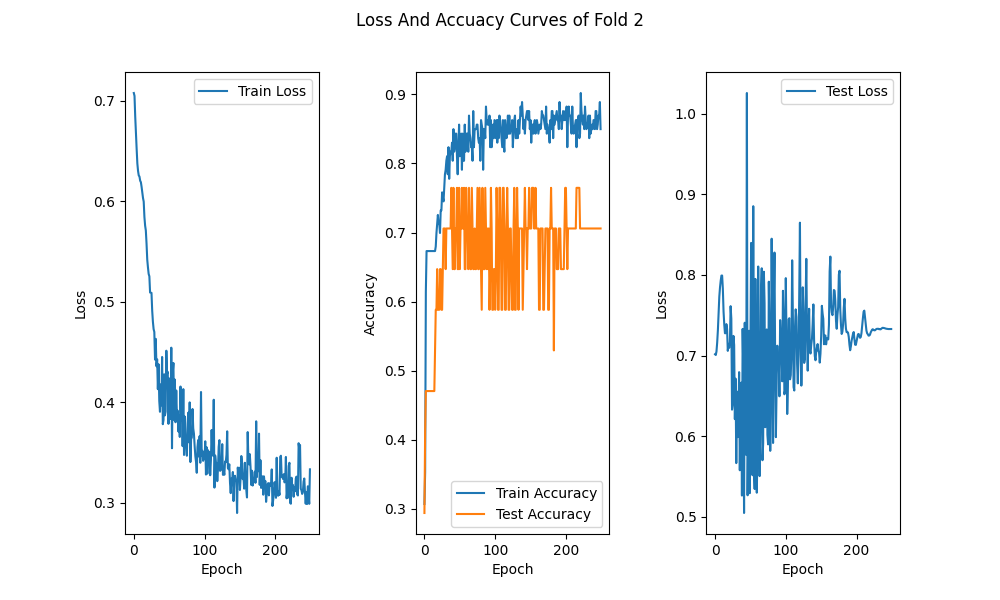 Loss And Accuacy Curves of Fold 2
Train Loss
0.7
0.6
0.5
0.4
0.3
Loss
0
100
200
Epoch
0.9
0.8
0.7
0.6
0.5
0.4
0.3
Accuracy
Train Accuracy
Test Accuracy
0
100
200
Epoch
Test Loss
1.0
0.9
0.8
0.7
0.6
0.5
Loss
0
100
200
Epoch